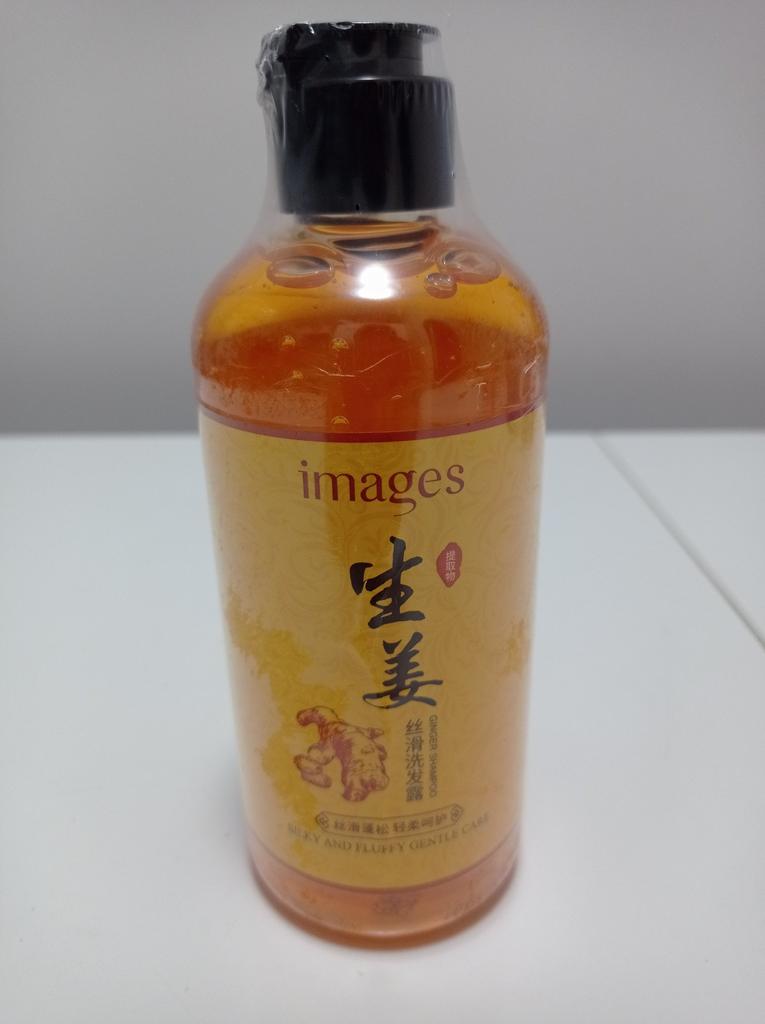 images
生姜
提取物
丝滑洗发露
GINGER SHAMPOO
丝滑蓬松 轻柔呵护
SILKY AND FLUFFY GENTLE CARE